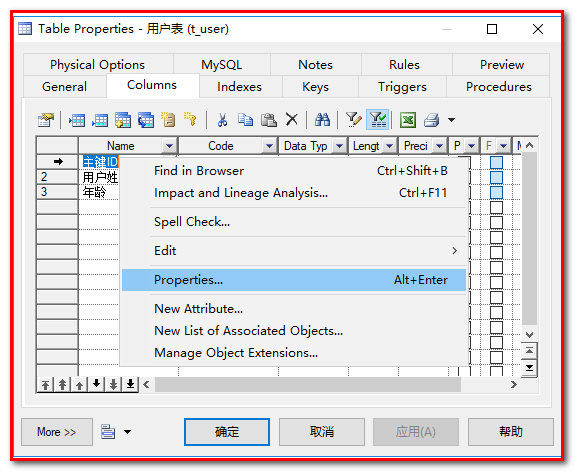 Table Properties - 用户表 (t_user)
Physical Options MySQL Notes Rules Preview
General Columns Indexes Keys Triggers Procedures
Name Code Data Typ Lengt Preci P F M
主键ID
2 用户姓
3 年龄
Find in Browser Ctrl+Shift+B
Impact and Lineage Analysis... Ctrl+F11
Spell Check...
Edit
Properties... Alt+Enter
New Attribute...
New List of Associated Objects...
Manage Object Extensions...
More >> 确定 取消 应用(A) 帮助